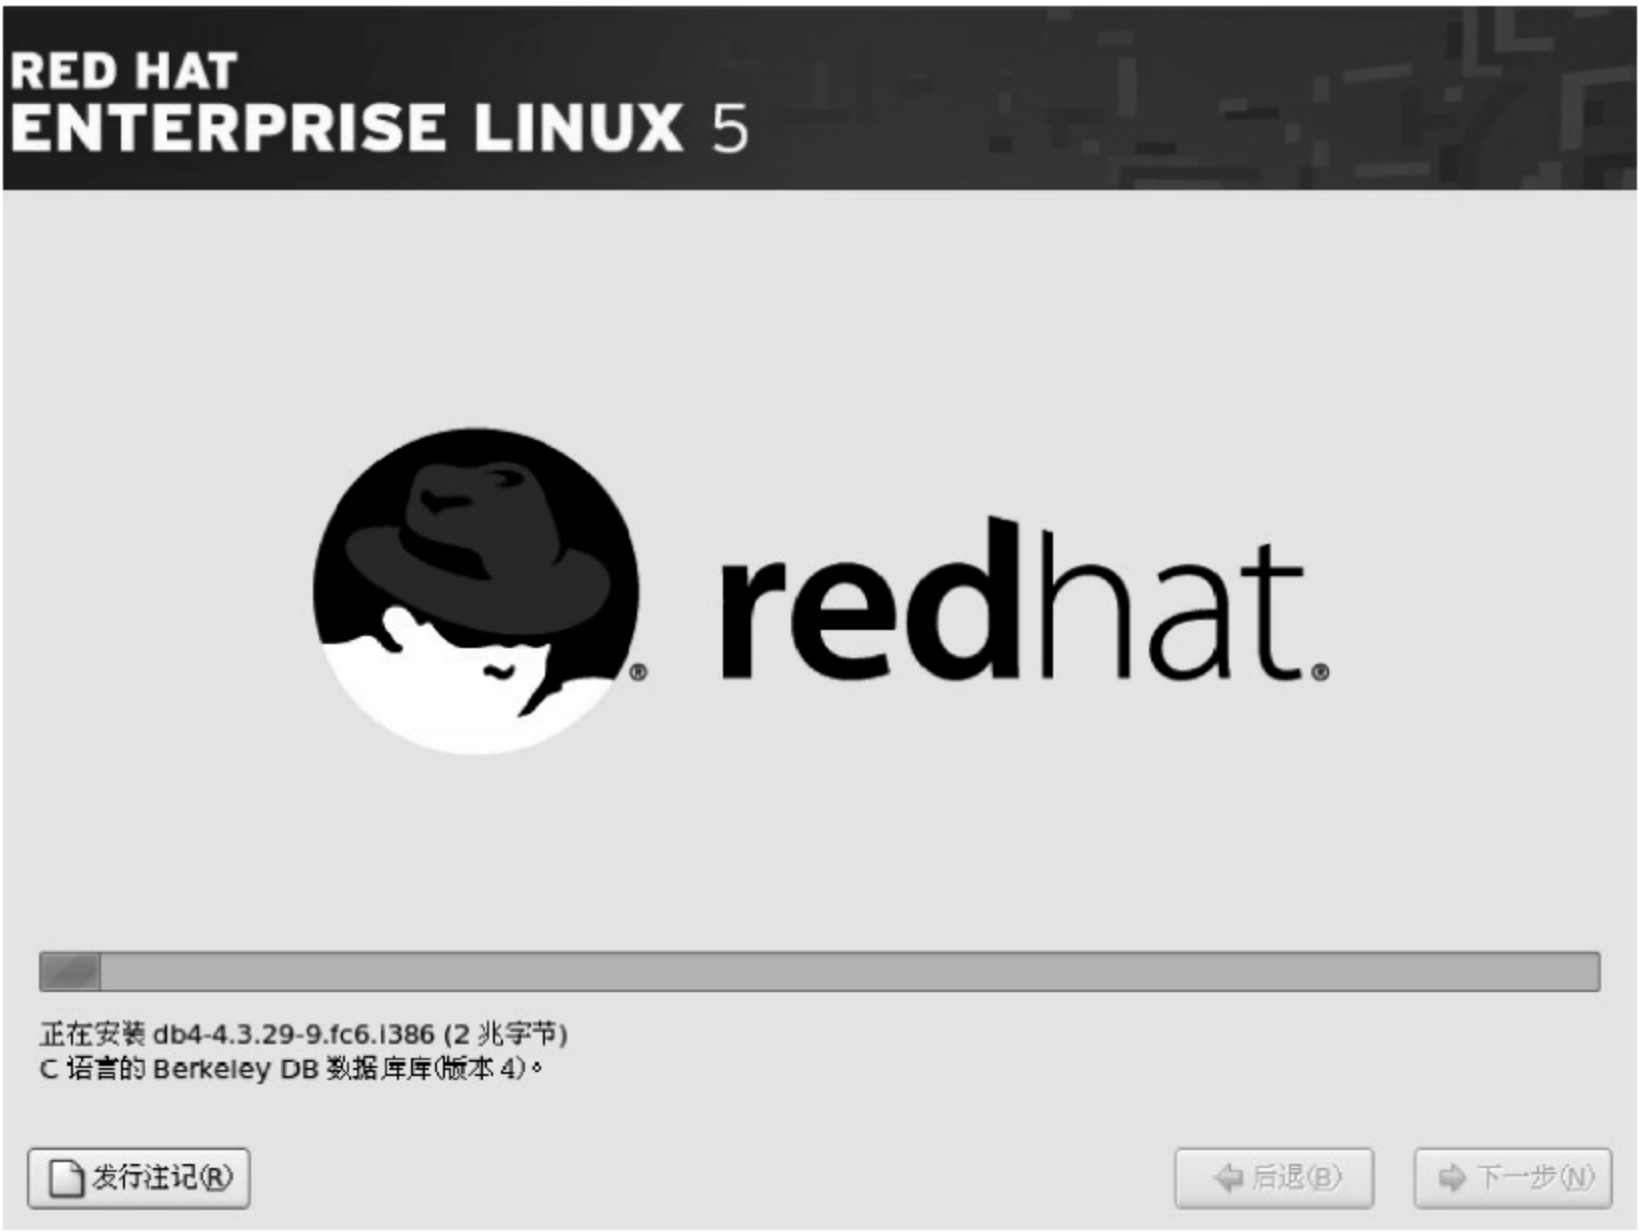 RED HAT
ENTERPRISE LINUX 5
redhat®
正在安装 db4-4.3.29-9.fc6.i386 (2 兆字节)
C 语言的 Berkeley DB 数据库库(版本 4)。
发行注记(R)
后退(B)
下一步(N)